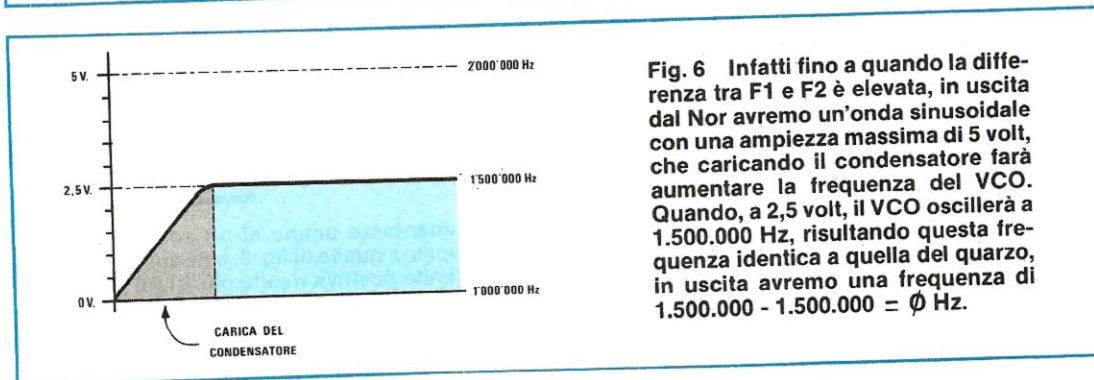 5 V.
2'000'000 Hz
2,5 V.
1'500'000 Hz
0 V.
1'000'000 Hz
CARICA DEL
CONDENSATORE
Fig. 6 Infatti fino a quando la diffe-
renza tra F1 e F2 è elevata, in uscita
dal Nor avremo un'onda sinusoidale
con una ampiezza massima di 5 volt,
che caricando il condensatore farà
aumentare la frequenza del VCO.
Quando, a 2,5 volt, il VCO oscillerà a
1.500.000 Hz, risultando questa fre-
quenza identica a quella del quarzo,
in uscita avremo una frequenza di
1.500.000 - 1.500.000 = Ø Hz.